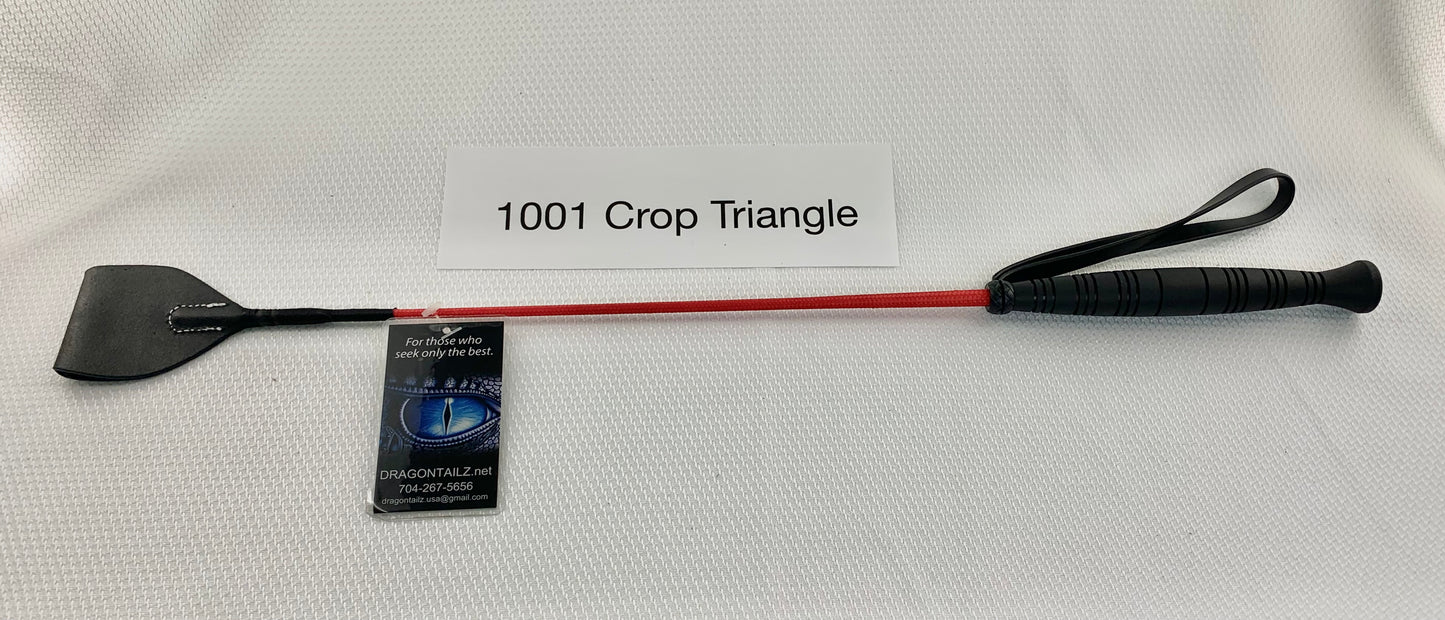 1001 Crop Triangle
For those who
seek only the best.
DRAGONTAILZ.net
704-267-5656
dragontailz.usa@gmail.com